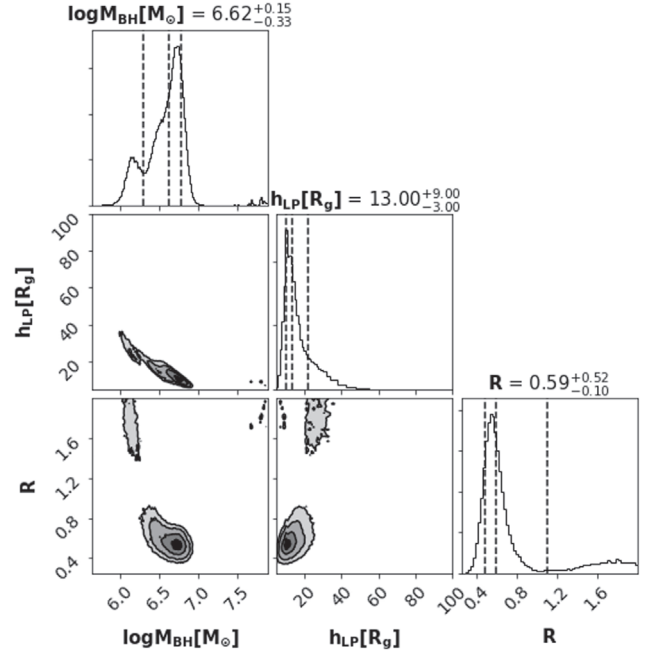 logM_BH[M_⊙] = 6.62^{+0.15}_{-0.33}
h_LP[R_g] = 13.00^{+9.00}_{-3.00}
100
80
60
40
20
h_LP[R_g]
R = 0.59^{+0.52}_{-0.10}
1.6
1.2
0.8
0.4
R
6.0 6.5 7.0 7.5 20 40 60 80 100 0.4 0.8 1.2 1.6
logM_BH[M_⊙] h_LP[R_g] R